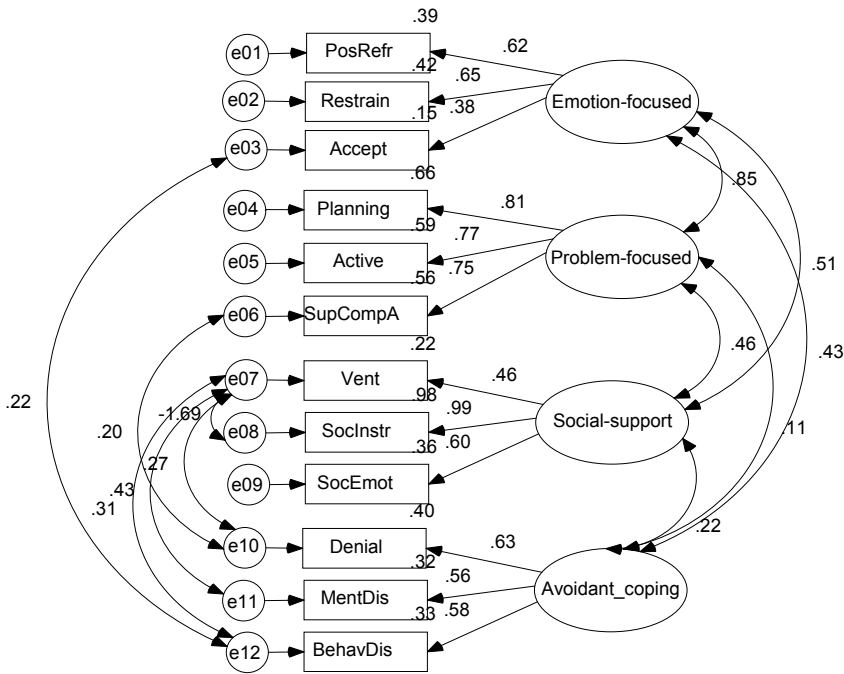 .39
e01 PosRefr .62
.42 .65
e02 Restrain .38 Emotion-focused
.15
e03 Accept
.66 .85
e04 Planning .81
.59 .77
e05 Active .75 Problem-focused .51
.56
e06 SupCompA
.22 .46 .43
e07 Vent .46
.22 -1.69 .98 .99
e08 SocInstr .60 Social-support .11
.20 .36
.27
e09 SocEmot
.43 .40
.31 .22
e10 Denial .63
.32 .56
e11 MentDis .58 Avoidant_coping
.33
e12 BehavDis